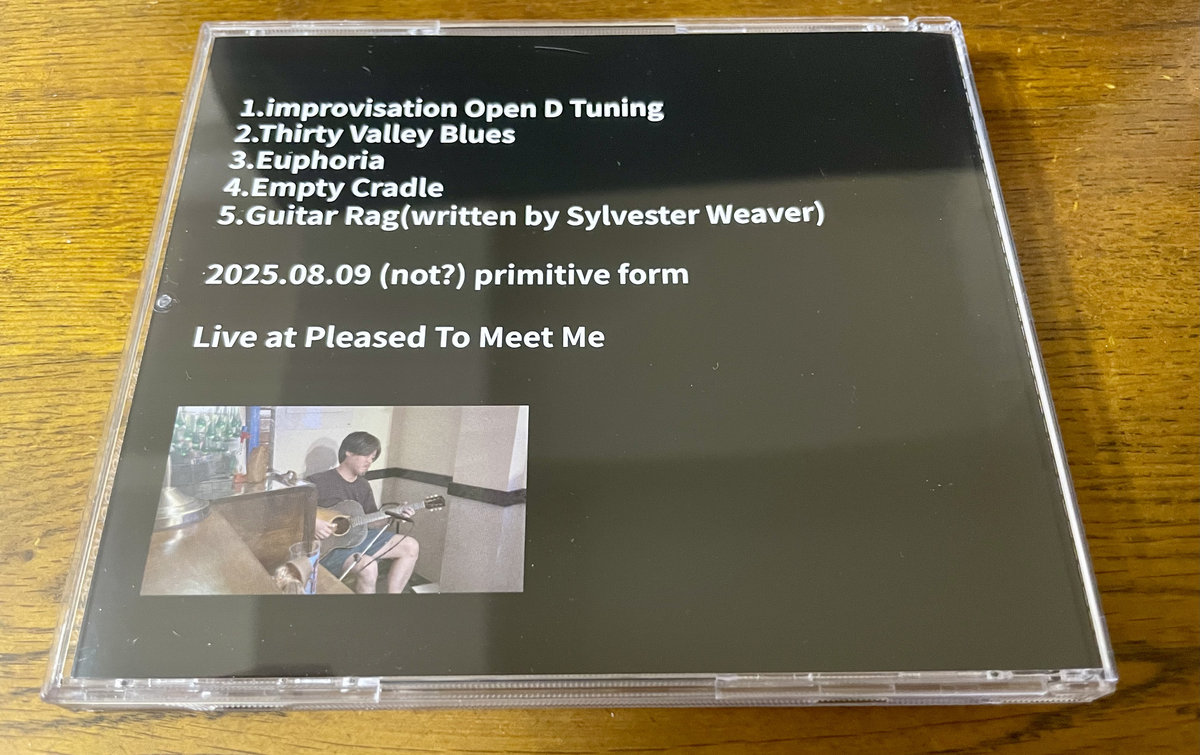 1.improvisation Open D Tuning
2.Thirty Valley Blues
3.Euphoria
4.Empty Cradle
5.Guitar Rag(written by Sylvester Weaver)
2025.08.09 (not?) primitive form
Live at Pleased To Meet Me